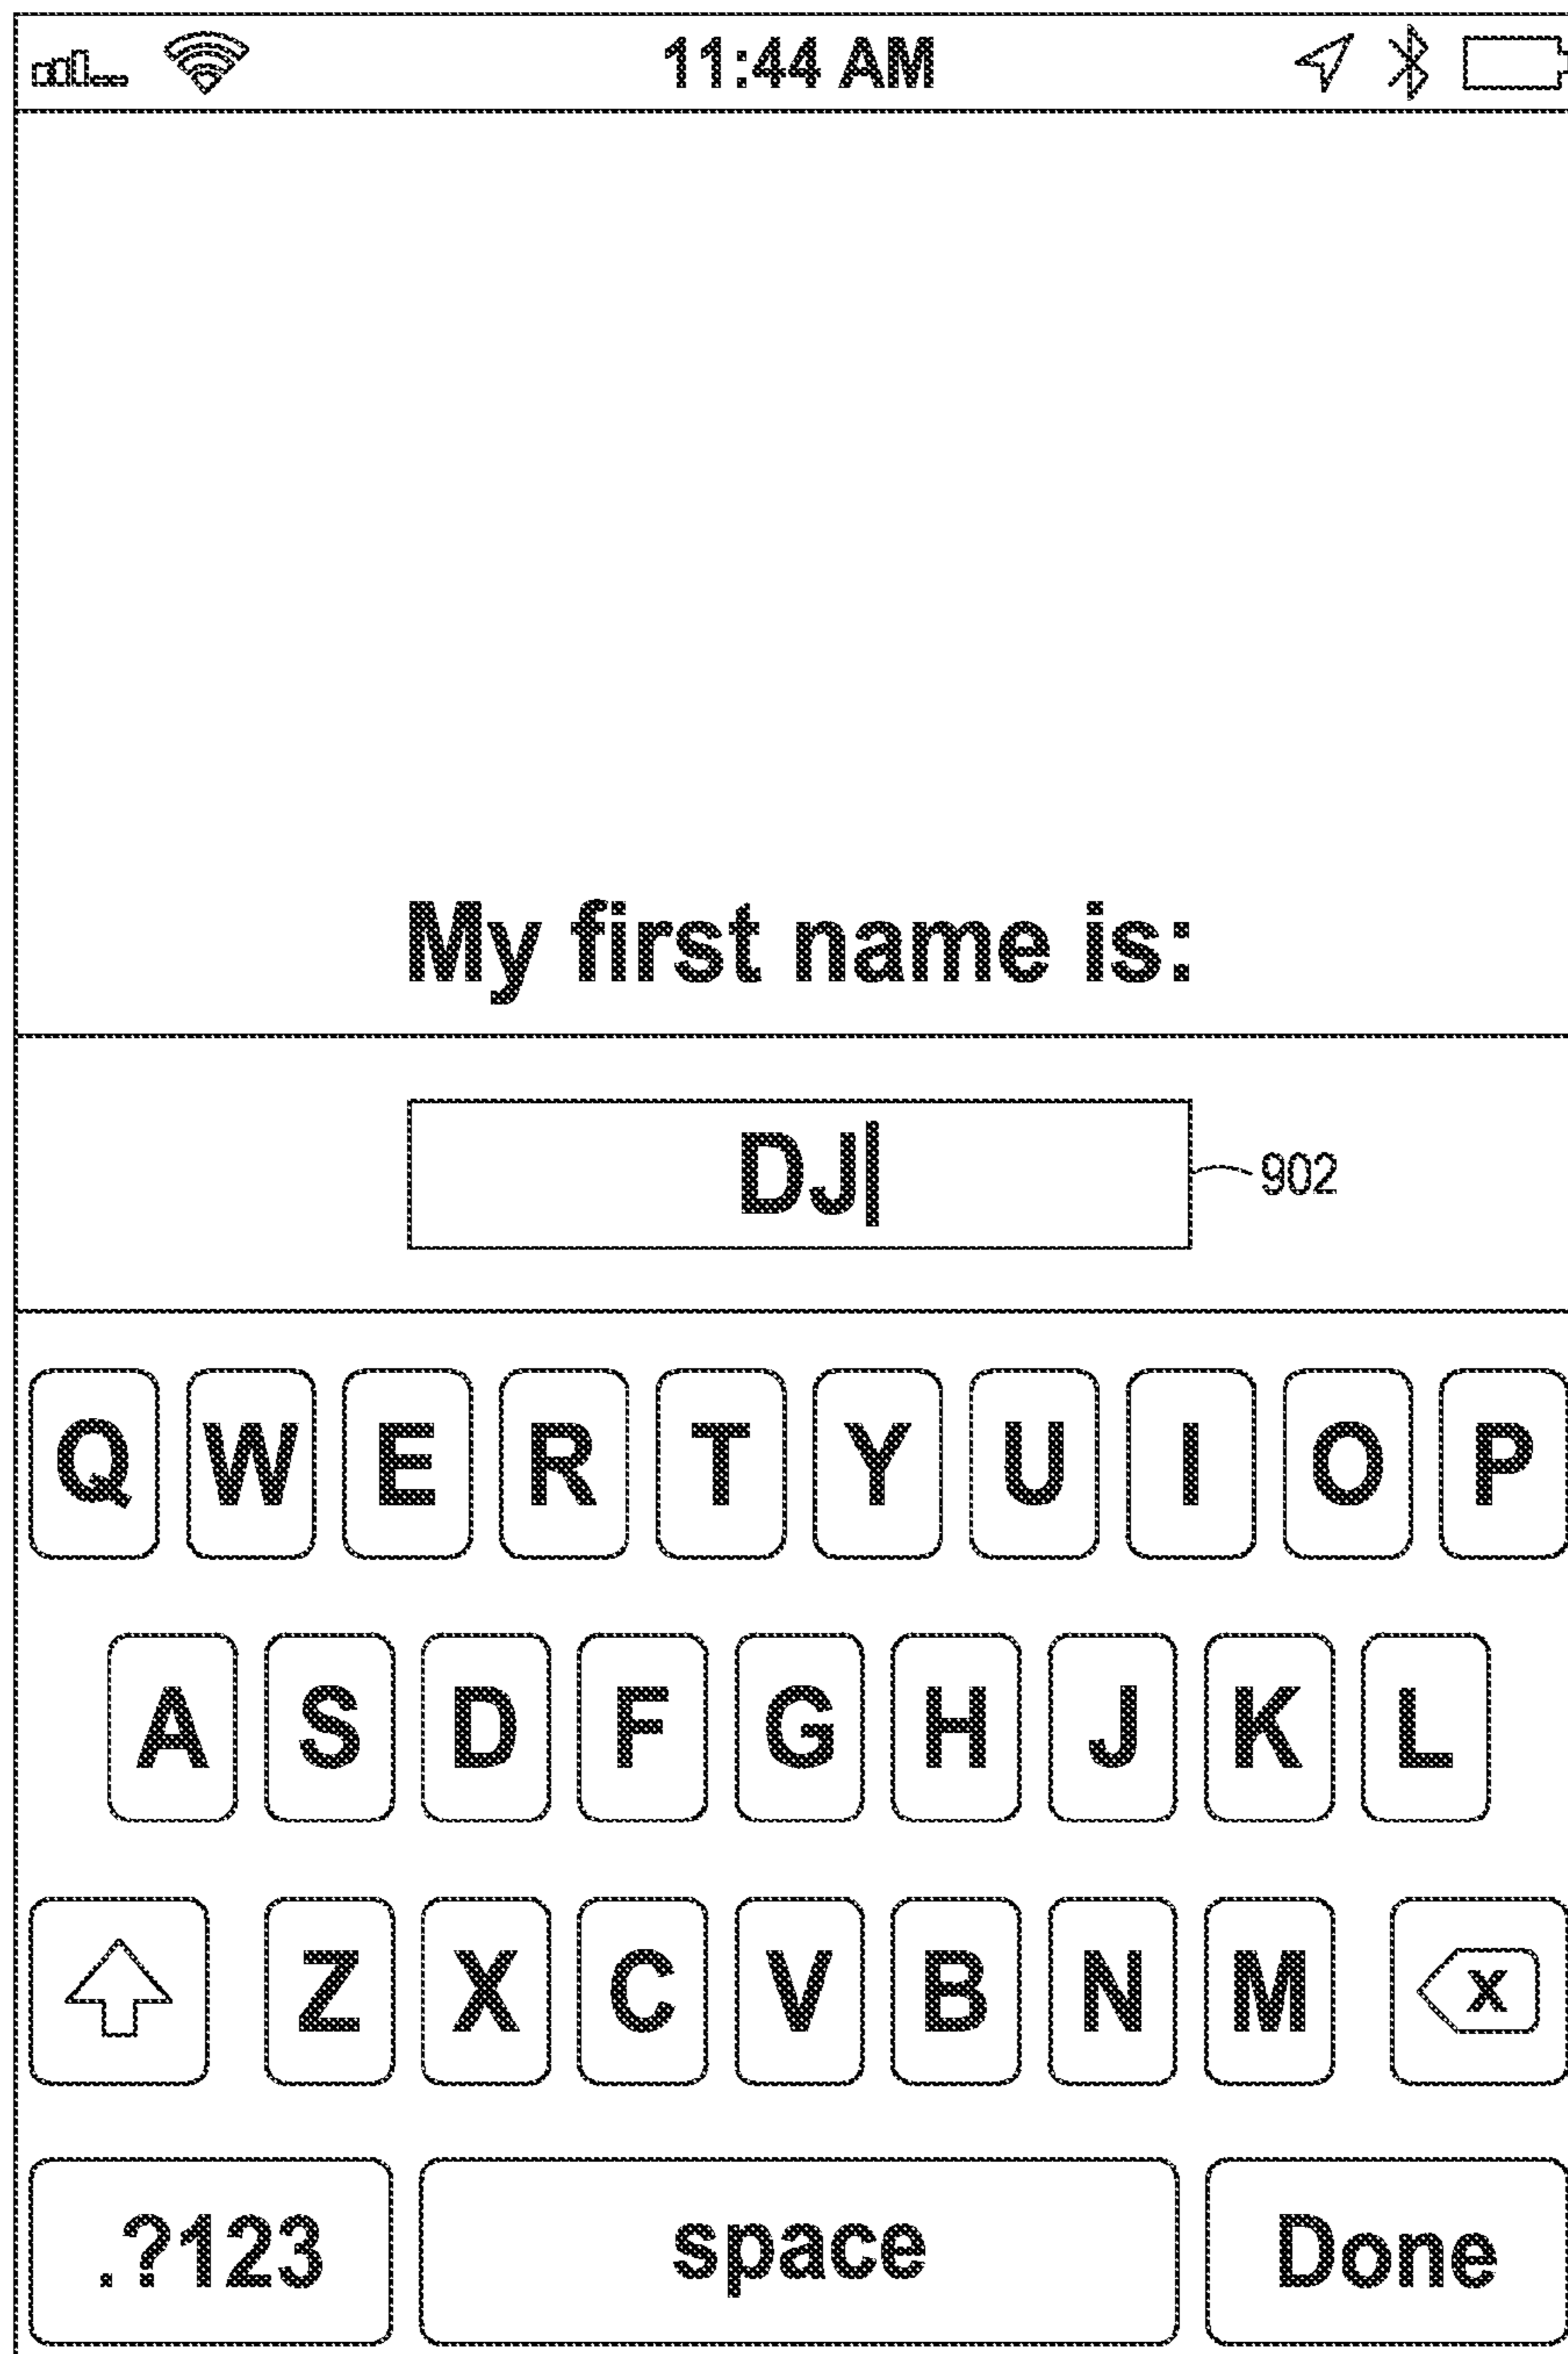 11:44 AM
My first name is:
DJ
902
Q W E R T Y U I O P
A S D F G H J K L
Z X C V B N M X
.?123 space Done